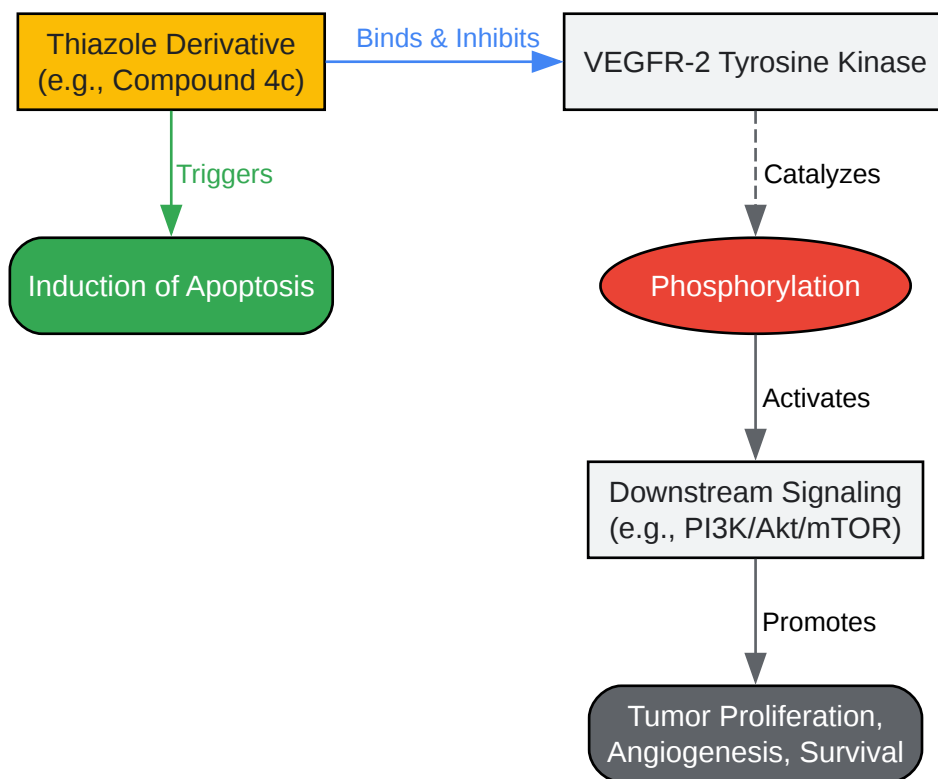 Thiazole Derivative
(e.g., Compound 4c)
Binds & Inhibits
VEGFR-2 Tyrosine Kinase
Triggers
Catalyzes
Induction of Apoptosis
Phosphorylation
Activates
Downstream Signaling
(e.g., PI3K/Akt/mTOR)
Promotes
Tumor Proliferation,
Angiogenesis, Survival